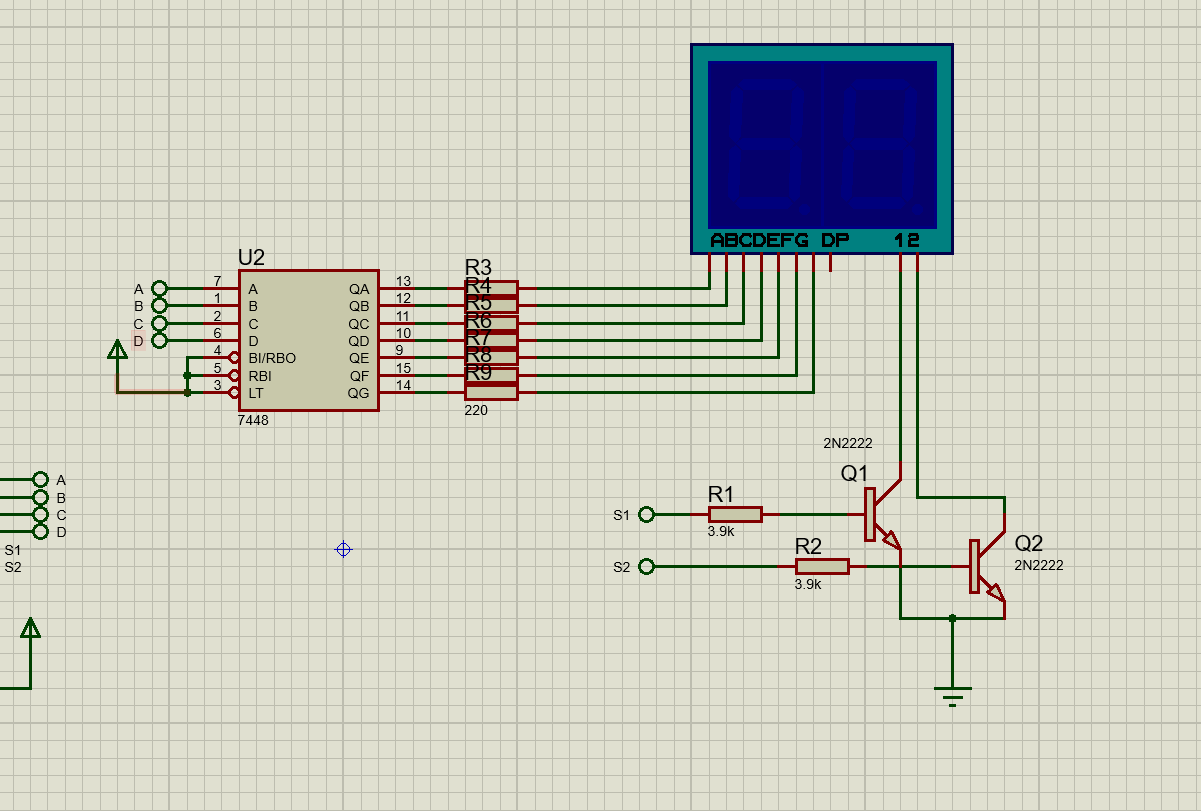 ABCDEFG DP 12
U2
A 7 A QA 13
B 1 B QB 12
C 2 C QC 11
D 6 D QD 10
4 BI/RBO QE 9
5 RBI QF 15
3 LT QG 14
7448
R3
R4
R5
R6
R7
R8
R9
220
A
B
C
D
S1
S2
2N2222
Q1
S1 R1
3.9k
S2 R2
3.9k
Q2
2N2222